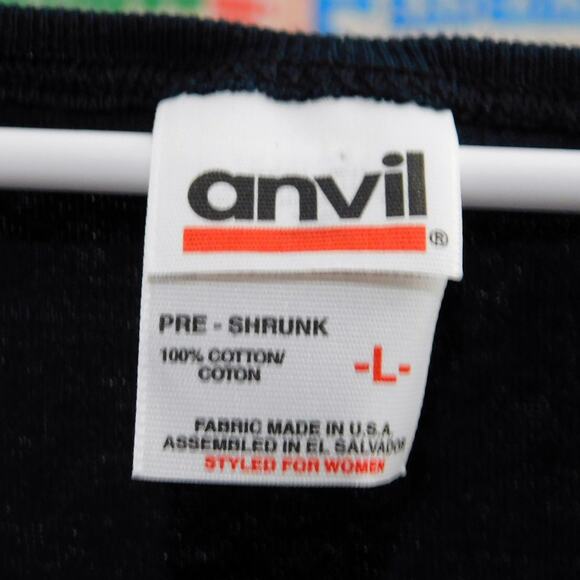 anvil
®
PRE - SHRUNK
100% COTTON/
COTON
-L-
FABRIC MADE IN U.S.A.
ASSEMBLED IN EL SALVADOR
STYLED FOR WOMEN